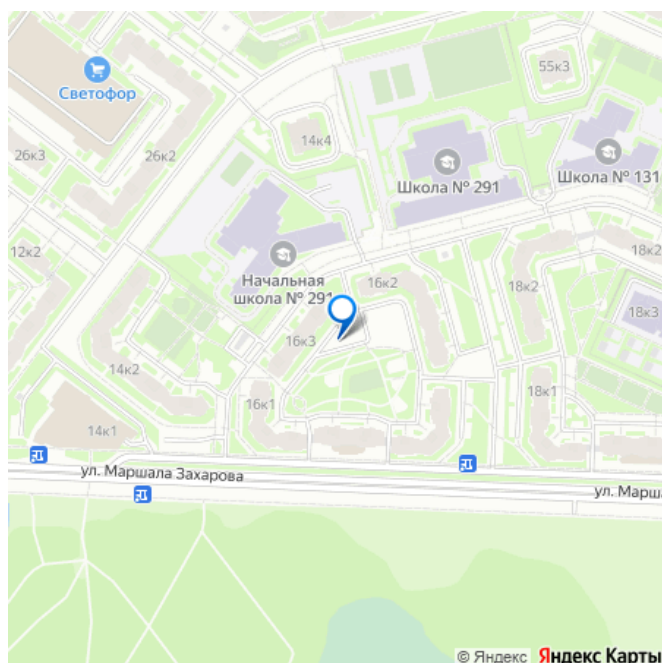 55к3
Светофор
14к4
26к3
26к2
Школа № 291
Школа № 131
12к2
Начальная
школа № 291
16к2
18к2
18к2
18к3
16к3
14к2
16к1
18к1
14к1
ул. Маршала Захарова
ул. Марша
© Яндекс Яндекс Карты